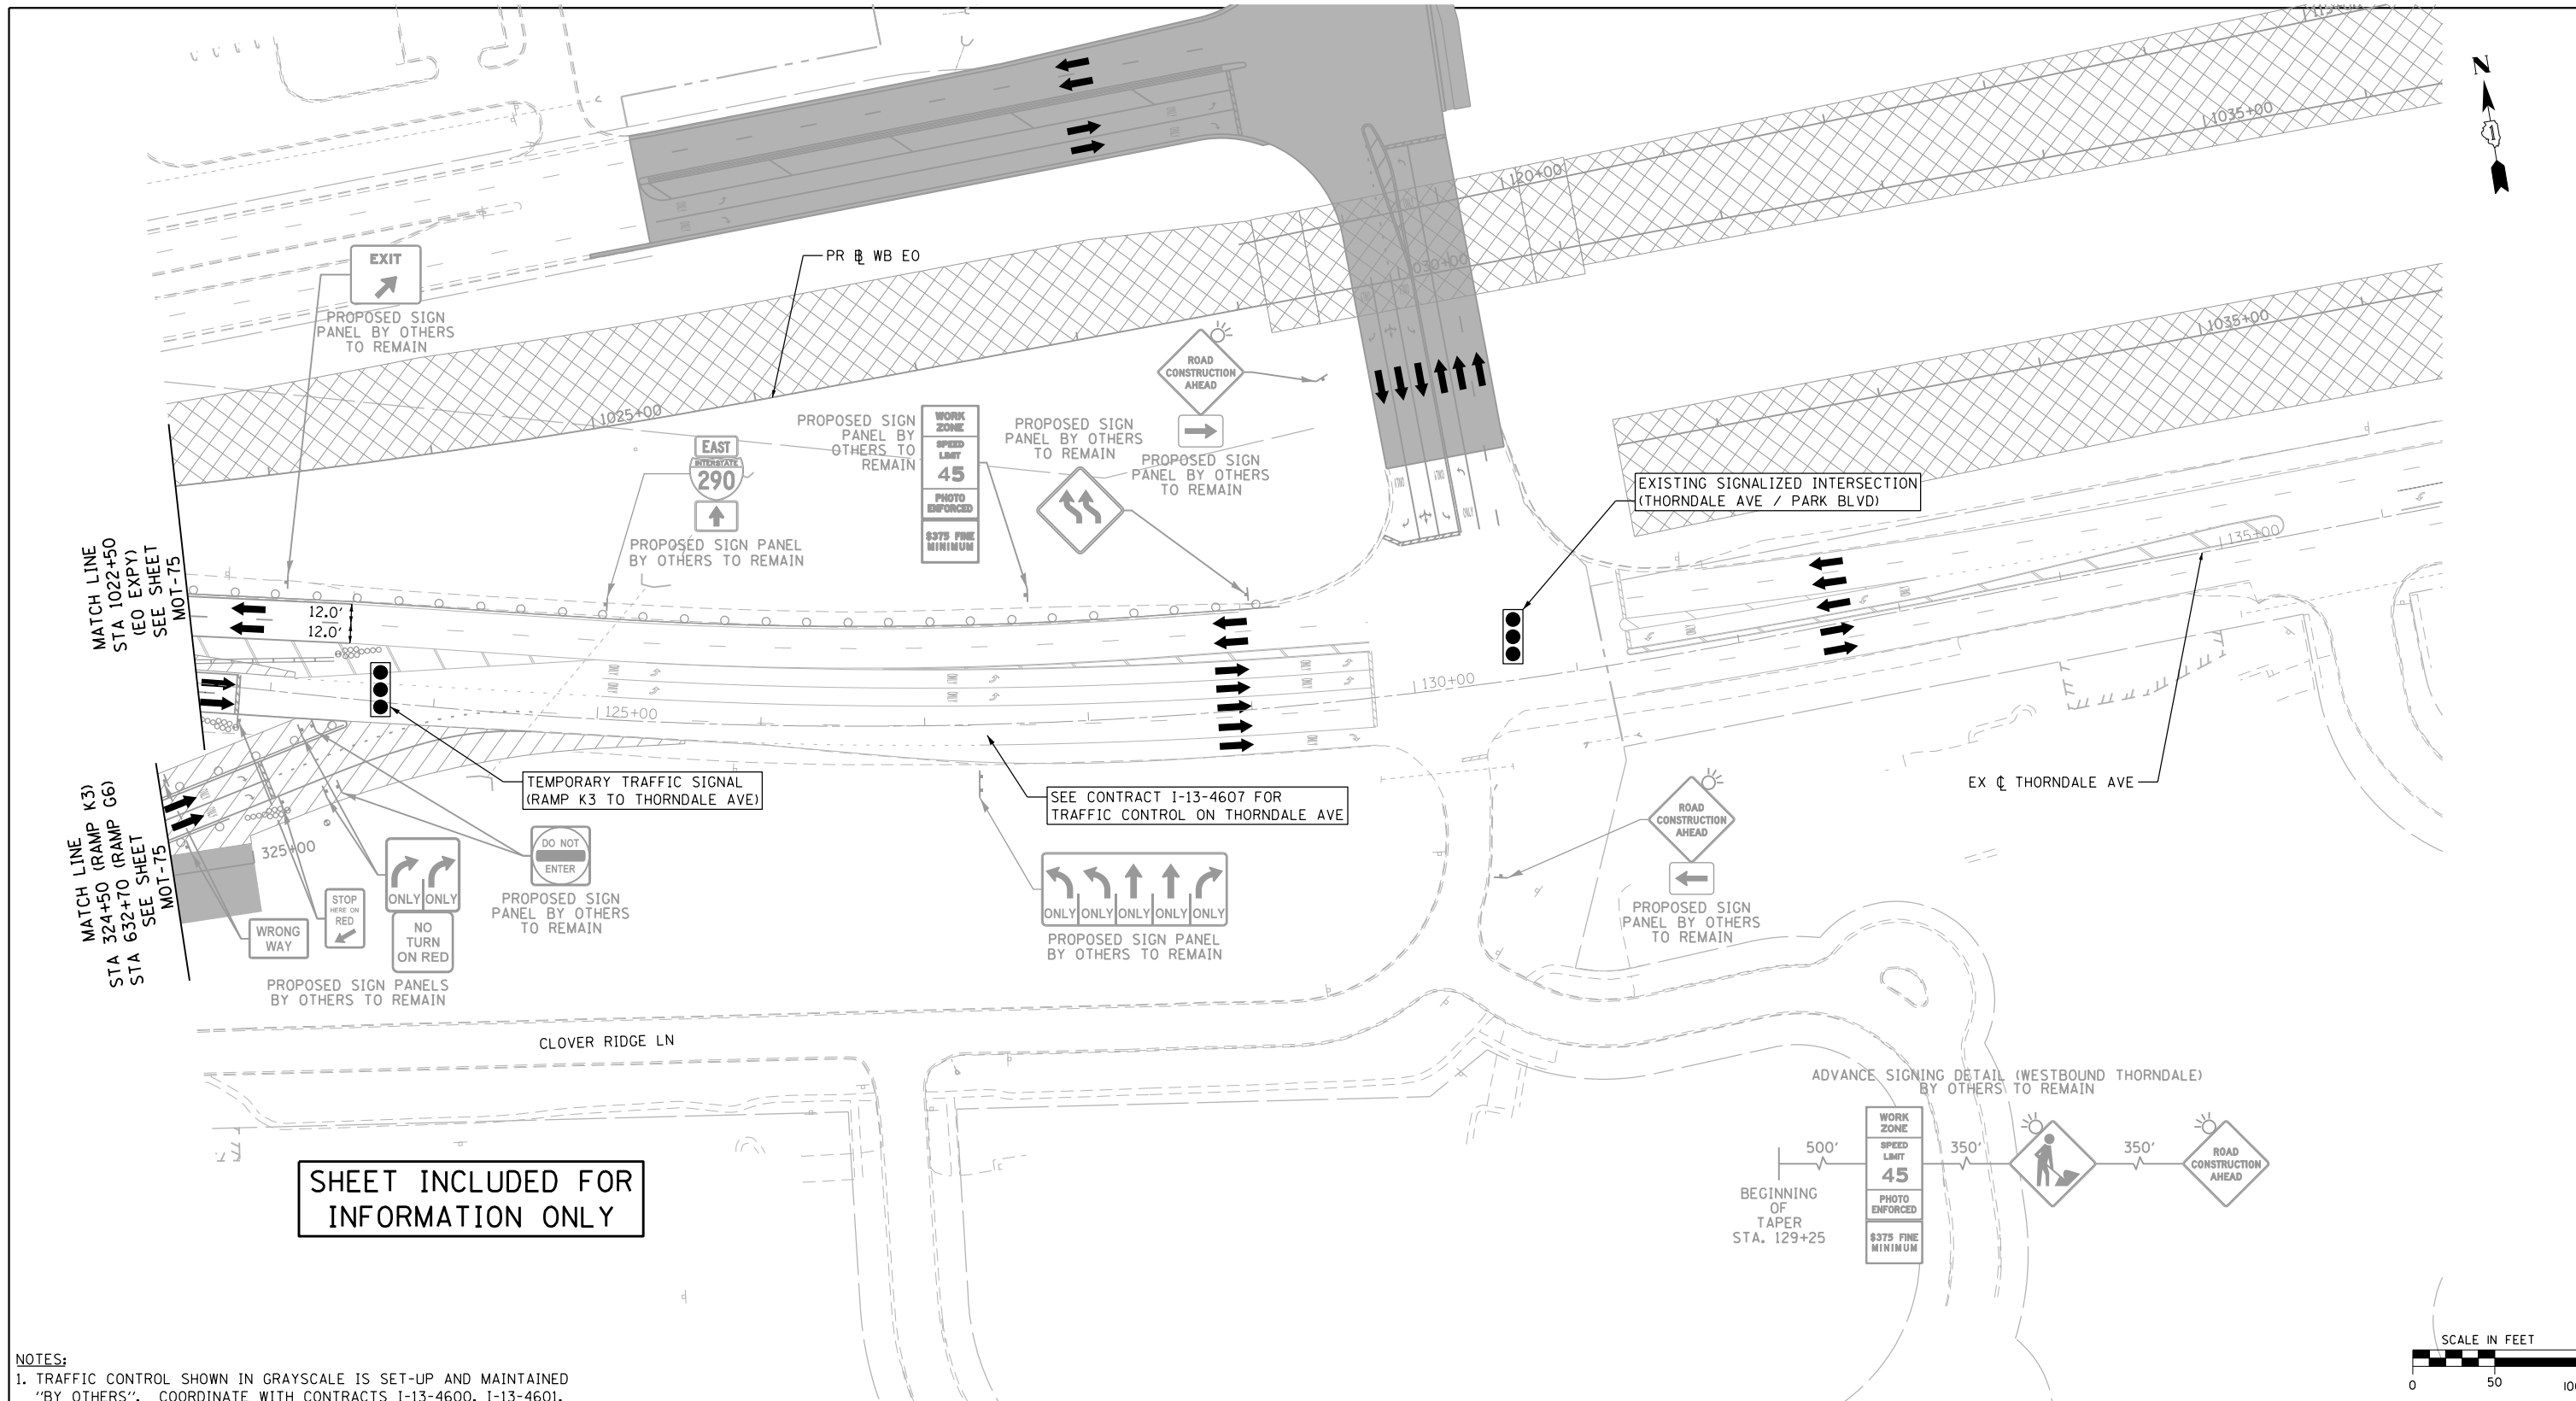 N
1
1035+00
1120+00
1030+00
1035+00
PR BL WB EO
EXIT
PROPOSED SIGN
PANEL BY OTHERS
TO REMAIN
1025+00
ROAD
CONSTRUCTION
AHEAD
PROPOSED SIGN
PANEL BY OTHERS
TO REMAIN
PROPOSED SIGN
PANEL BY
OTHERS TO
REMAIN
WORK
ZONE
SPEED
LIMIT
45
PHOTO
ENFORCED
$375 FINE
MINIMUM
PROPOSED SIGN
PANEL BY OTHERS
TO REMAIN
EAST
INTERSTATE
290
PROPOSED SIGN PANEL
BY OTHERS TO REMAIN
EXISTING SIGNALIZED INTERSECTION
(THORNDALE AVE / PARK BLVD)
135+00
MATCH LINE
STA 1022+50
(EO EXPY)
SEE SHEET
MOT-75
12.0'
12.0'
ONLY
ONLY
ONLY
ONLY
ONLY
ONLY
ONLY
125+00
130+00
TEMPORARY TRAFFIC SIGNAL
(RAMP K3 TO THORNDALE AVE)
SEE CONTRACT I-13-4607 FOR
TRAFFIC CONTROL ON THORNDALE AVE
EX CL THORNDALE AVE
MATCH LINE
STA 324+50 (RAMP K3)
STA 632+70 (RAMP G6)
SEE SHEET
MOT-75
325+00
WRONG
WAY
STOP
HERE ON
RED
ONLY ONLY
NO
TURN
ON RED
PROPOSED SIGN PANELS
BY OTHERS TO REMAIN
DO NOT
ENTER
PROPOSED SIGN
PANEL BY OTHERS
TO REMAIN
ONLY ONLY ONLY ONLY ONLY
PROPOSED SIGN PANEL
BY OTHERS TO REMAIN
ROAD
CONSTRUCTION
AHEAD
PROPOSED SIGN
PANEL BY OTHERS
TO REMAIN
CLOVER RIDGE LN
ADVANCE SIGNING DETAIL (WESTBOUND THORNDALE)
BY OTHERS TO REMAIN
BEGINNING
OF
TAPER
STA. 129+25
500'
WORK
ZONE
SPEED
LIMIT
45
PHOTO
ENFORCED
$375 FINE
MINIMUM
350'
350'
ROAD
CONSTRUCTION
AHEAD
SHEET INCLUDED FOR
INFORMATION ONLY
NOTES:
1. TRAFFIC CONTROL SHOWN IN GRAYSCALE IS SET-UP AND MAINTAINED
"BY OTHERS". COORDINATE WITH CONTRACTS I-13-4600, I-13-4601,
SCALE IN FEET
0 50